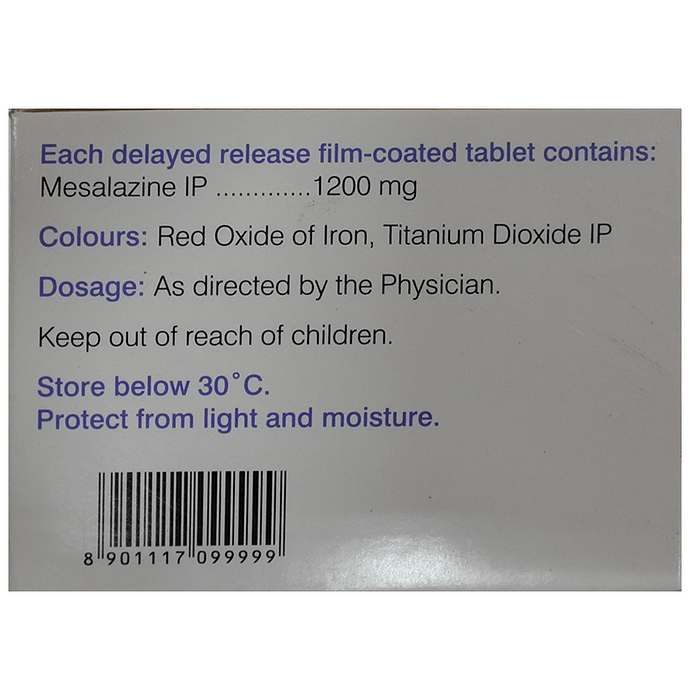 Each delayed release film-coated tablet contains:
Mesalazine IP .............1200 mg
Colours: Red Oxide of Iron, Titanium Dioxide IP
Dosage: As directed by the Physician.
Keep out of reach of children.
Store below 30°C.
Protect from light and moisture.
8 901117 099999